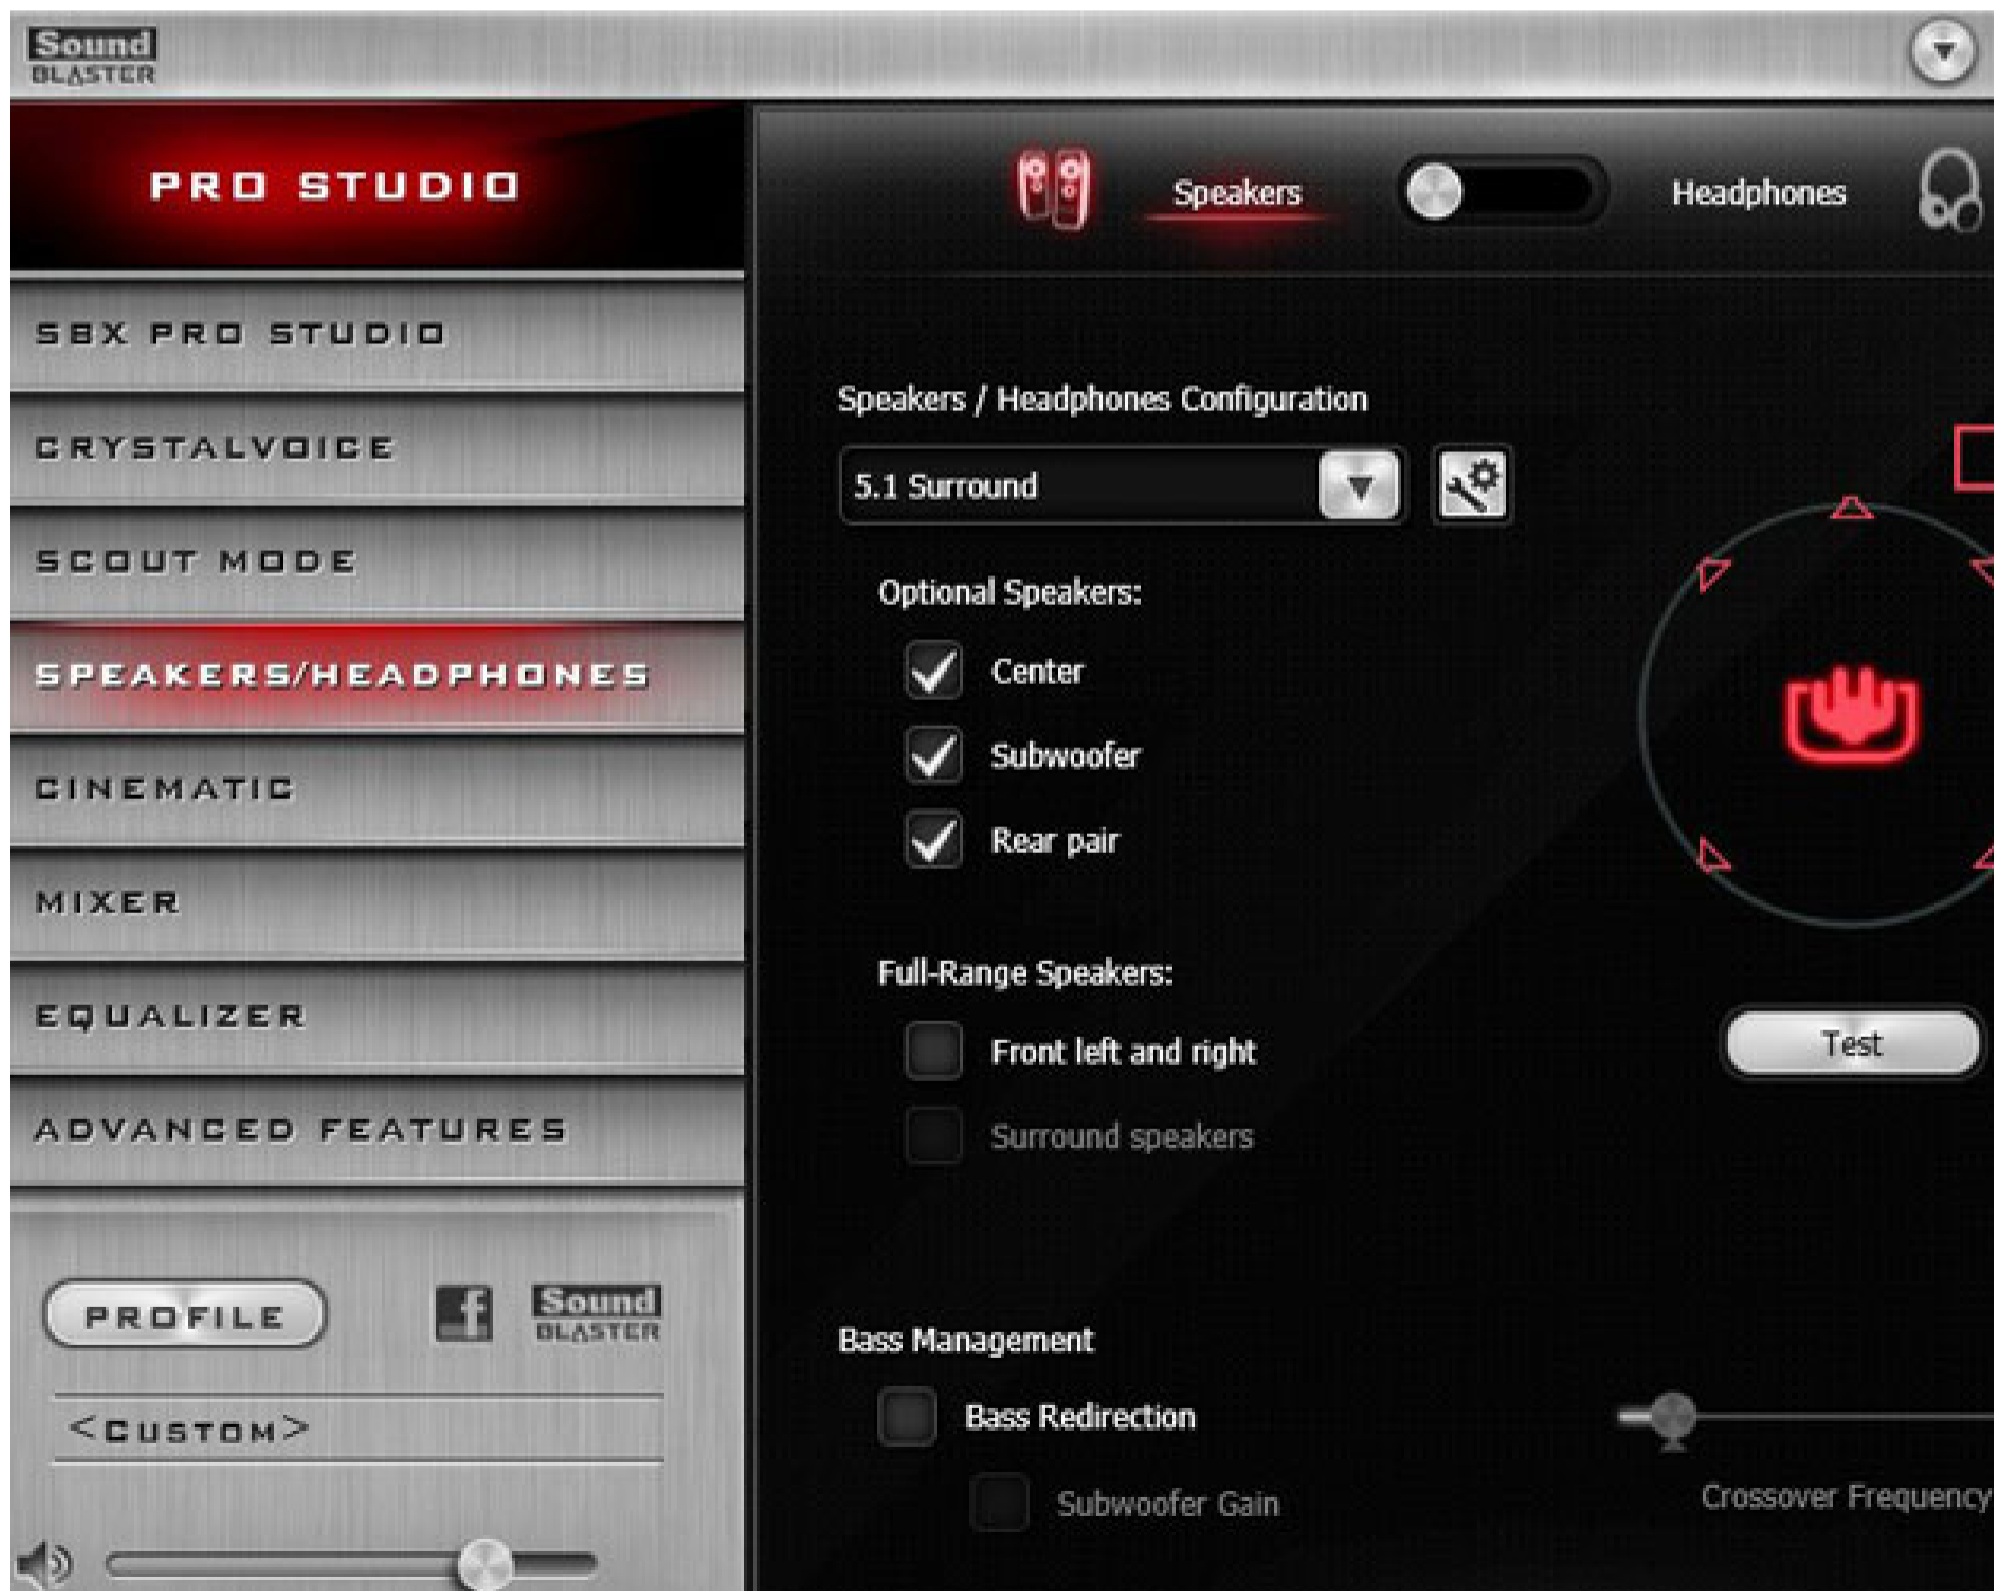 Sound
BLASTER
PRO STUDIO
Speakers
Headphones
SBX PRO STUDIO
CRYSTALVOICE
SCOUT MODE
SPEAKERS/HEADPHONES
CINEMATIC
MIXER
EQUALIZER
ADVANCED FEATURES
PROFILE
f
Sound
BLASTER
<CUSTOM>
Speakers / Headphones Configuration
5.1 Surround
Optional Speakers:
Center
Subwoofer
Rear pair
Full-Range Speakers:
Front left and right
Surround speakers
Test
Bass Management
Bass Redirection
Subwoofer Gain
Crossover Frequency